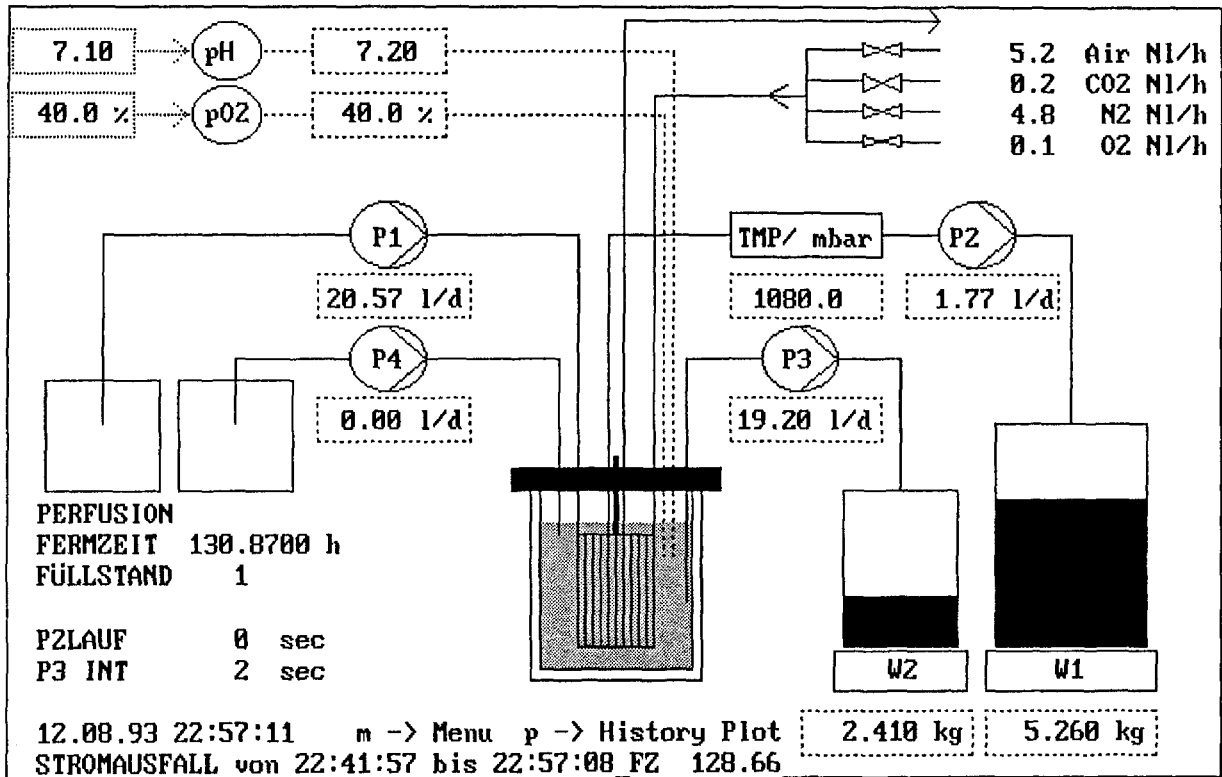 7.10 pH 7.20 5.2 Air Nl/h
0.2 CO2 Nl/h
40.0 % pO2 40.0 % 4.8 N2 Nl/h
0.1 O2 Nl/h
P1 TMP/ mbar P2
20.57 l/d 1080.0 1.77 l/d
P4 P3
0.00 l/d 19.20 l/d
PERFUSION
FERMZEIT 130.8700 h
FÜLLSTAND 1
P2LAUF 0 sec
P3 INT 2 sec
W2 W1
12.08.93 22:57:11 m -> Menu p -> History Plot 2.410 kg 5.260 kg
STROMAUSFALL von 22:41:57 bis 22:57:08 FZ 128.66